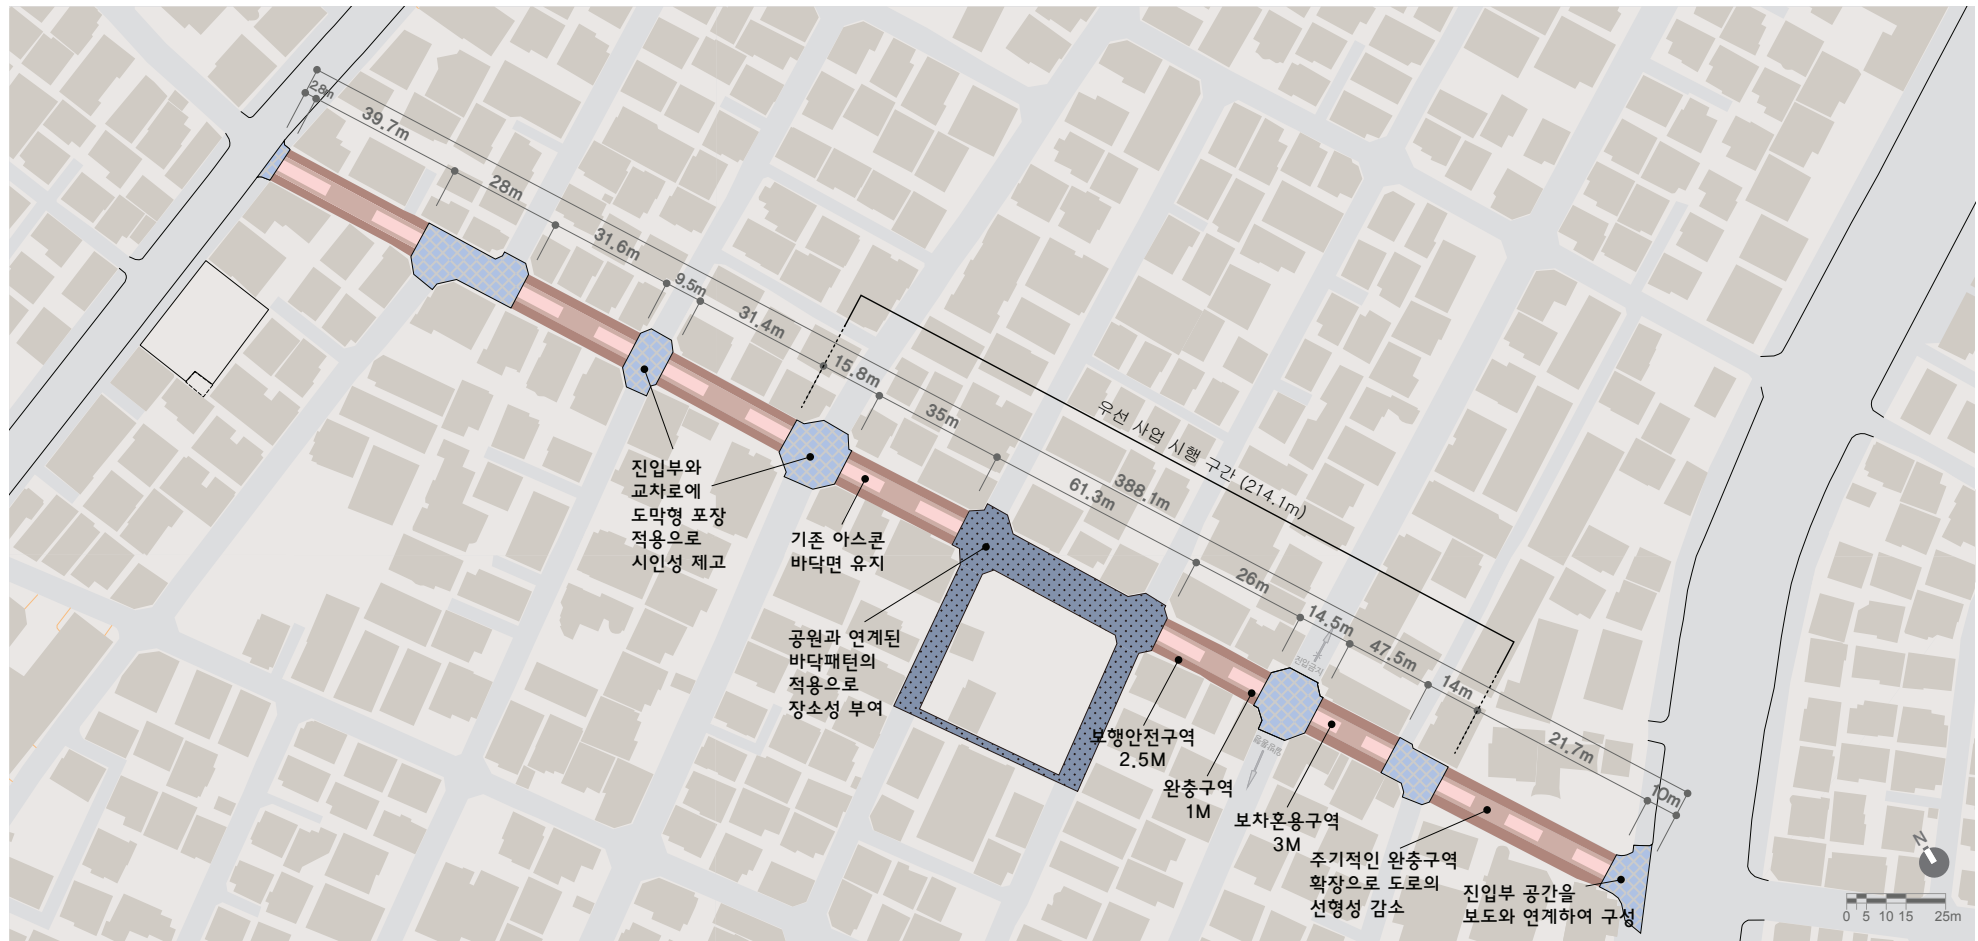 2.8m
39.7m
28m
31.6m
9.5m
31.4m
15.8m
35m
우선 사업 시행 구간 (214.1m)
388.1m
61.3m
26m
14.5m
47.5m
14m
21.7m
10m
진입부와
교차로에
도막형 포장
적용으로
시인성 제고
기존 아스콘
바닥면 유지
공원과 연계된
바닥패턴의
적용으로
장소성 부여
진입금지
보행안전구역
2.5M
완충구역
1M
보차혼용구역
3M
주기적인 완충구역
확장으로 도로의
선형성 감소
진입부 공간을
보도와 연계하여 구성
N
0 5 10 15 25m